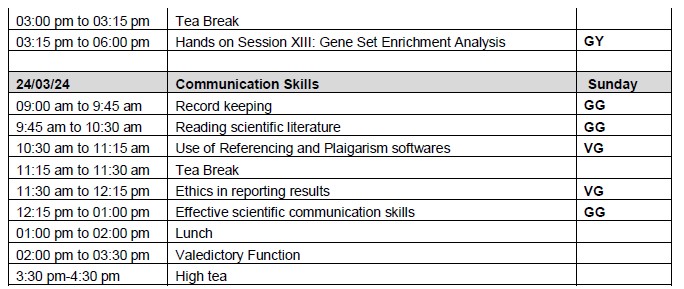 03:00 pm to 03:15 pm Tea Break
03:15 pm to 06:00 pm Hands on Session XIII: Gene Set Enrichment Analysis GY
24/03/24 Communication Skills Sunday
09:00 am to 9:45 am Record keeping GG
9:45 am to 10:30 am Reading scientific literature GG
10:30 am to 11:15 am Use of Referencing and Plaigarism softwares VG
11:15 am to 11:30 am Tea Break
11:30 am to 12:15 pm Ethics in reporting results VG
12:15 pm to 01:00 pm Effective scientific communication skills GG
01:00 pm to 02:00 pm Lunch
02:00 pm to 03:30 pm Valedictory Function
3:30 pm-4:30 pm High tea